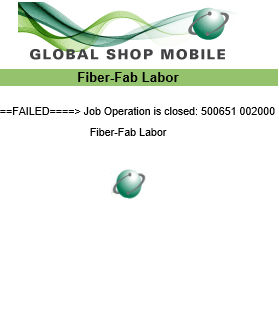 GLOBAL SHOP MOBILE
Fiber-Fab Labor
==FAILED====> Job Operation is closed: 500651 002000
Fiber-Fab Labor